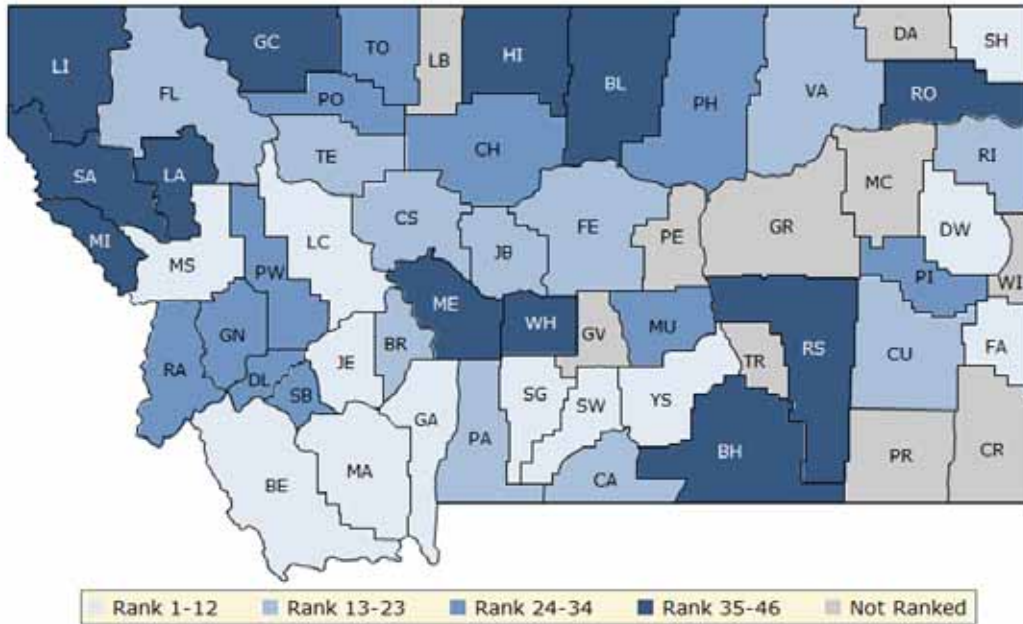 LI
GC
TO
LB
HI
BL
PH
VA
DA
SH
FL
PO
RO
TE
CH
RI
SA
LA
MC
MI
MS
LC
CS
JB
FE
PE
GR
DW
PW
PI
WI
ME
WH
GV
MU
RS
FA
RA
GN
DL
SB
JE
BR
TR
CU
GA
PA
SG
SW
YS
BE
MA
CA
BH
PR
CR
Rank 1-12 Rank 13-23 Rank 24-34 Rank 35-46 Not Ranked